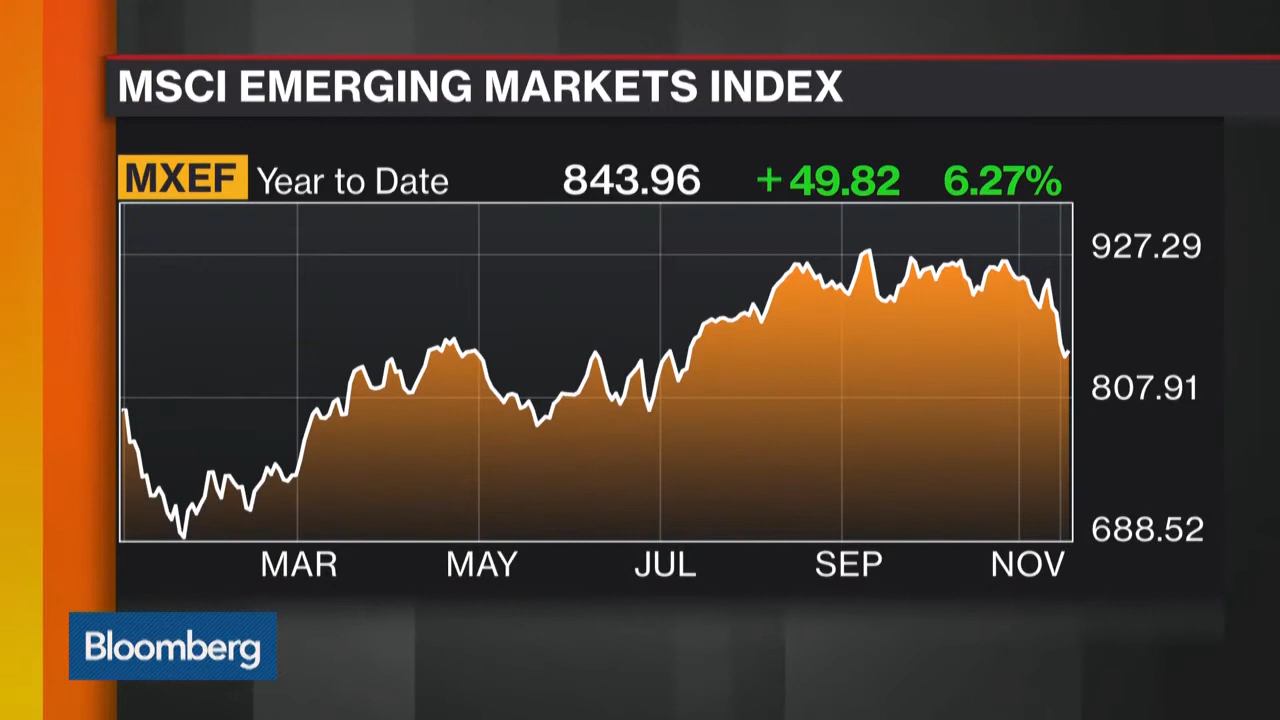 MSCI EMERGING MARKETS INDEX
MXEF Year to Date 843.96 +49.82 6.27%
927.29
807.91
688.52
MAR MAY JUL SEP NOV
Bloomberg